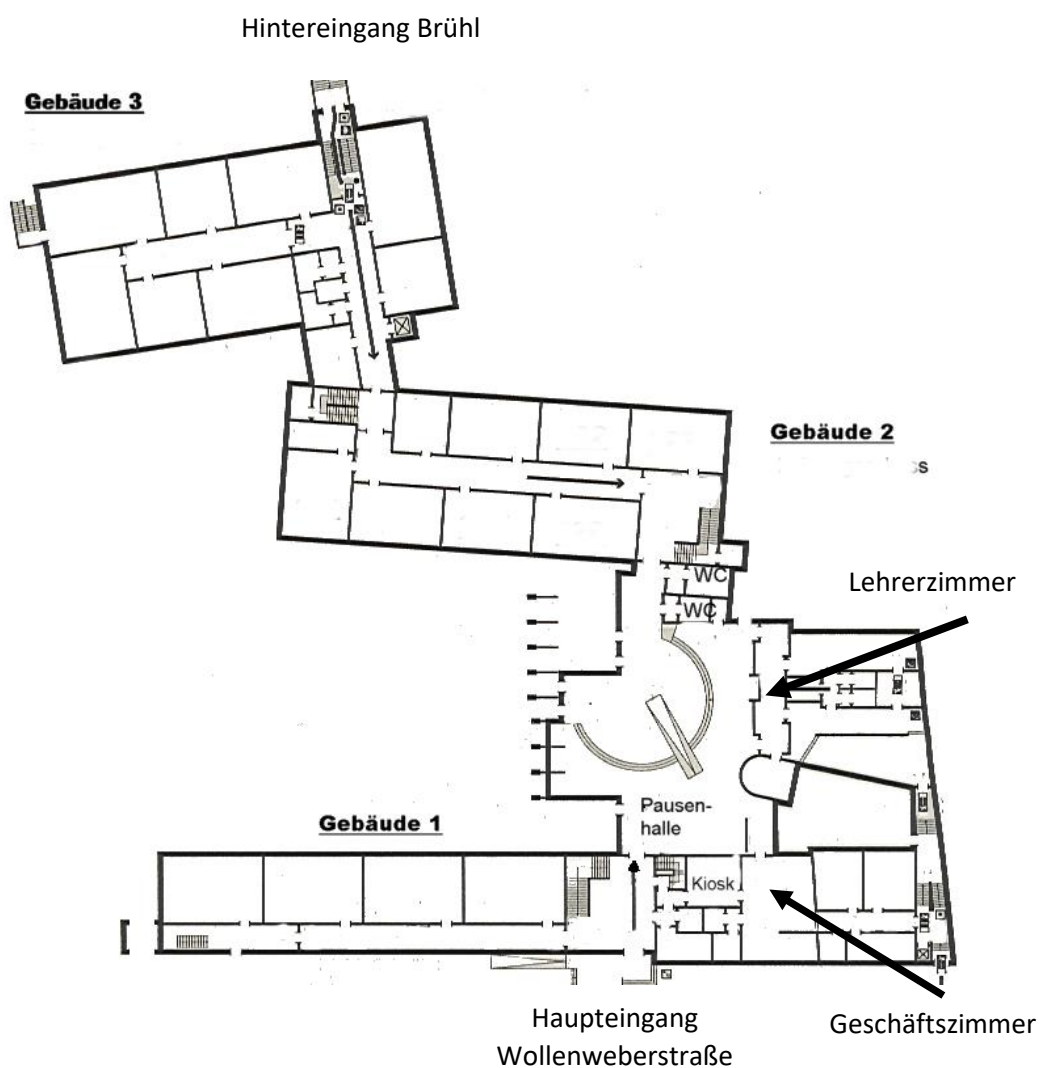 Hintereingang Brühl
Gebäude 3
Gebäude 2
s
WC
Lehrerzimmer
WC
Pausen-
halle
Gebäude 1
Kiosk
Haupteingang
Wollenweberstraße
Geschäftszimmer